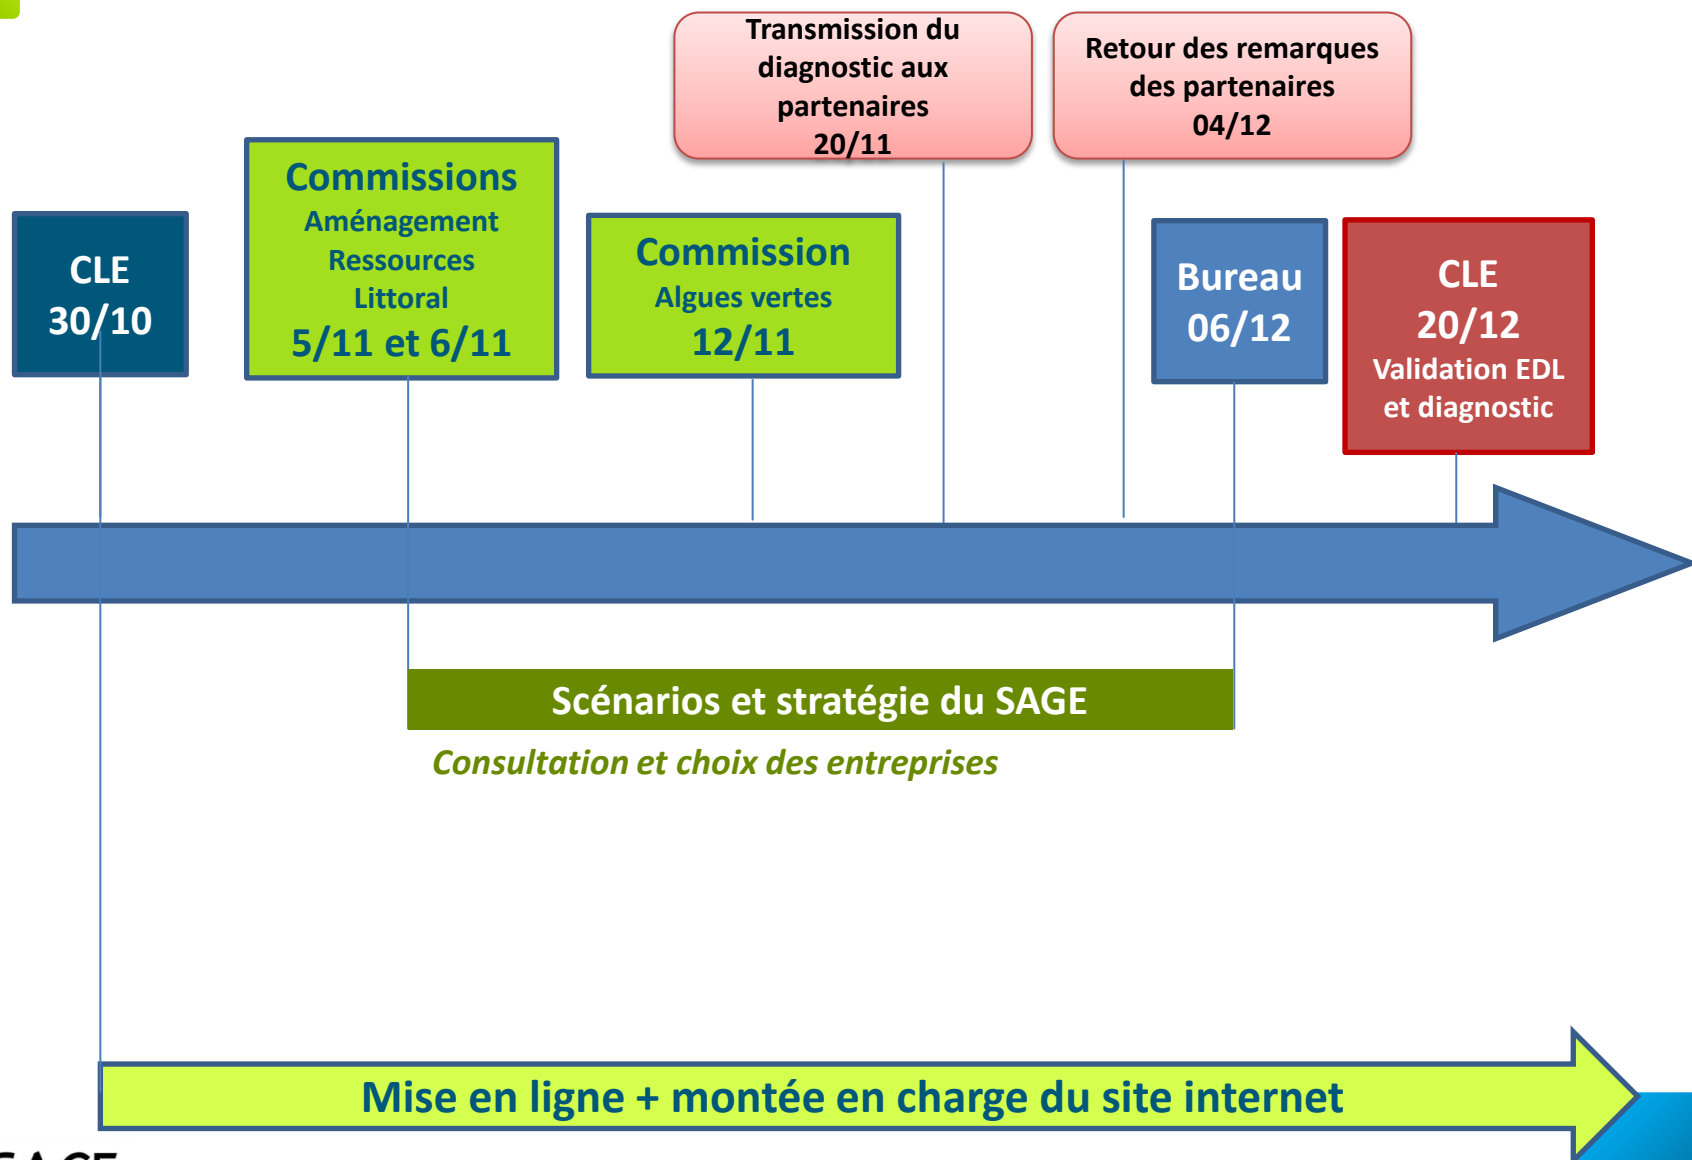 Transmission du
diagnostic aux
partenaires
20/11
Retour des remarques
des partenaires
04/12
CLE
30/10
Commissions
Aménagement
Ressources
Littoral
5/11 et 6/11
Commission
Algues vertes
12/11
Bureau
06/12
CLE
20/12
Validation EDL
et diagnostic
Scénarios et stratégie du SAGE
Consultation et choix des entreprises
Mise en ligne + montée en charge du site internet